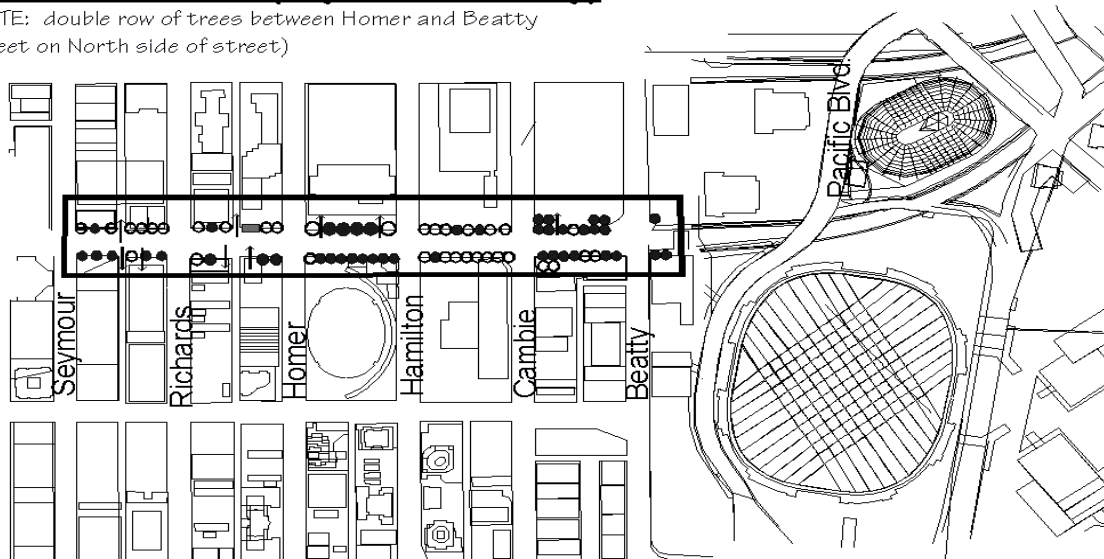 TE: double row of trees between Homer and Beatty
eet on North side of street)
Pacific Blvd.
Seymour
Richards
Homer
Hamilton
Cambie
Beatty